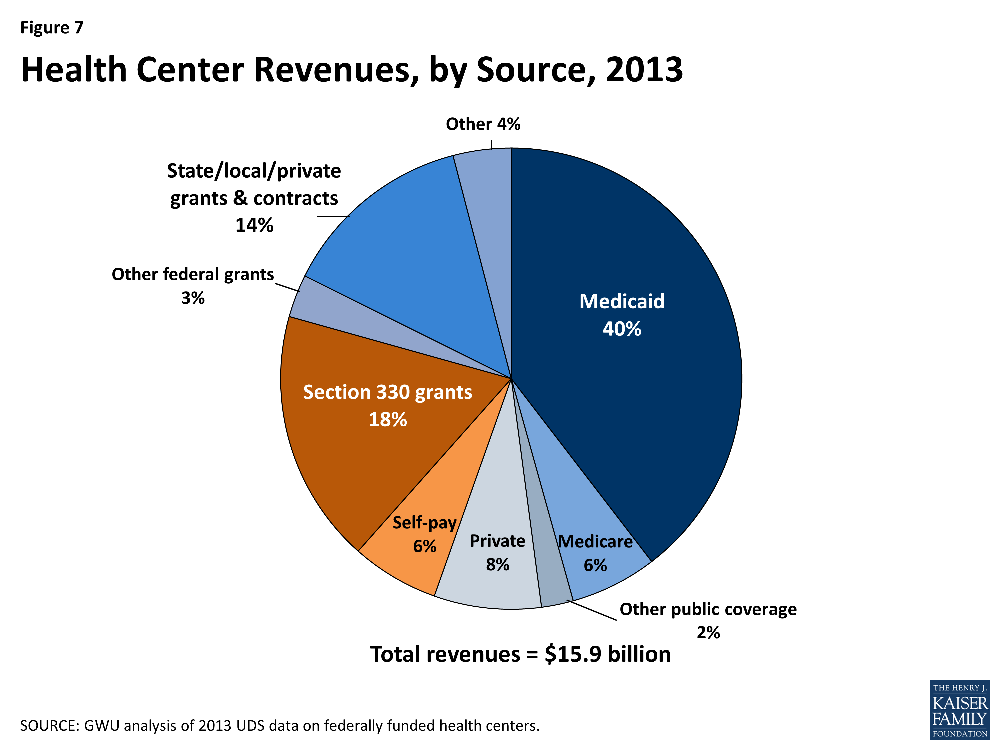 Figure 7
Health Center Revenues, by Source, 2013
Other 4%
State/local/private
grants & contracts
14%
Other federal grants
3%
Medicaid
40%
Section 330 grants
18%
Self-pay
6%
Private
8%
Medicare
6%
Other public coverage
2%
Total revenues = $15.9 billion
SOURCE: GWU analysis of 2013 UDS data on federally funded health centers.
THE HENRY J.
KAISER
FAMILY
FOUNDATION